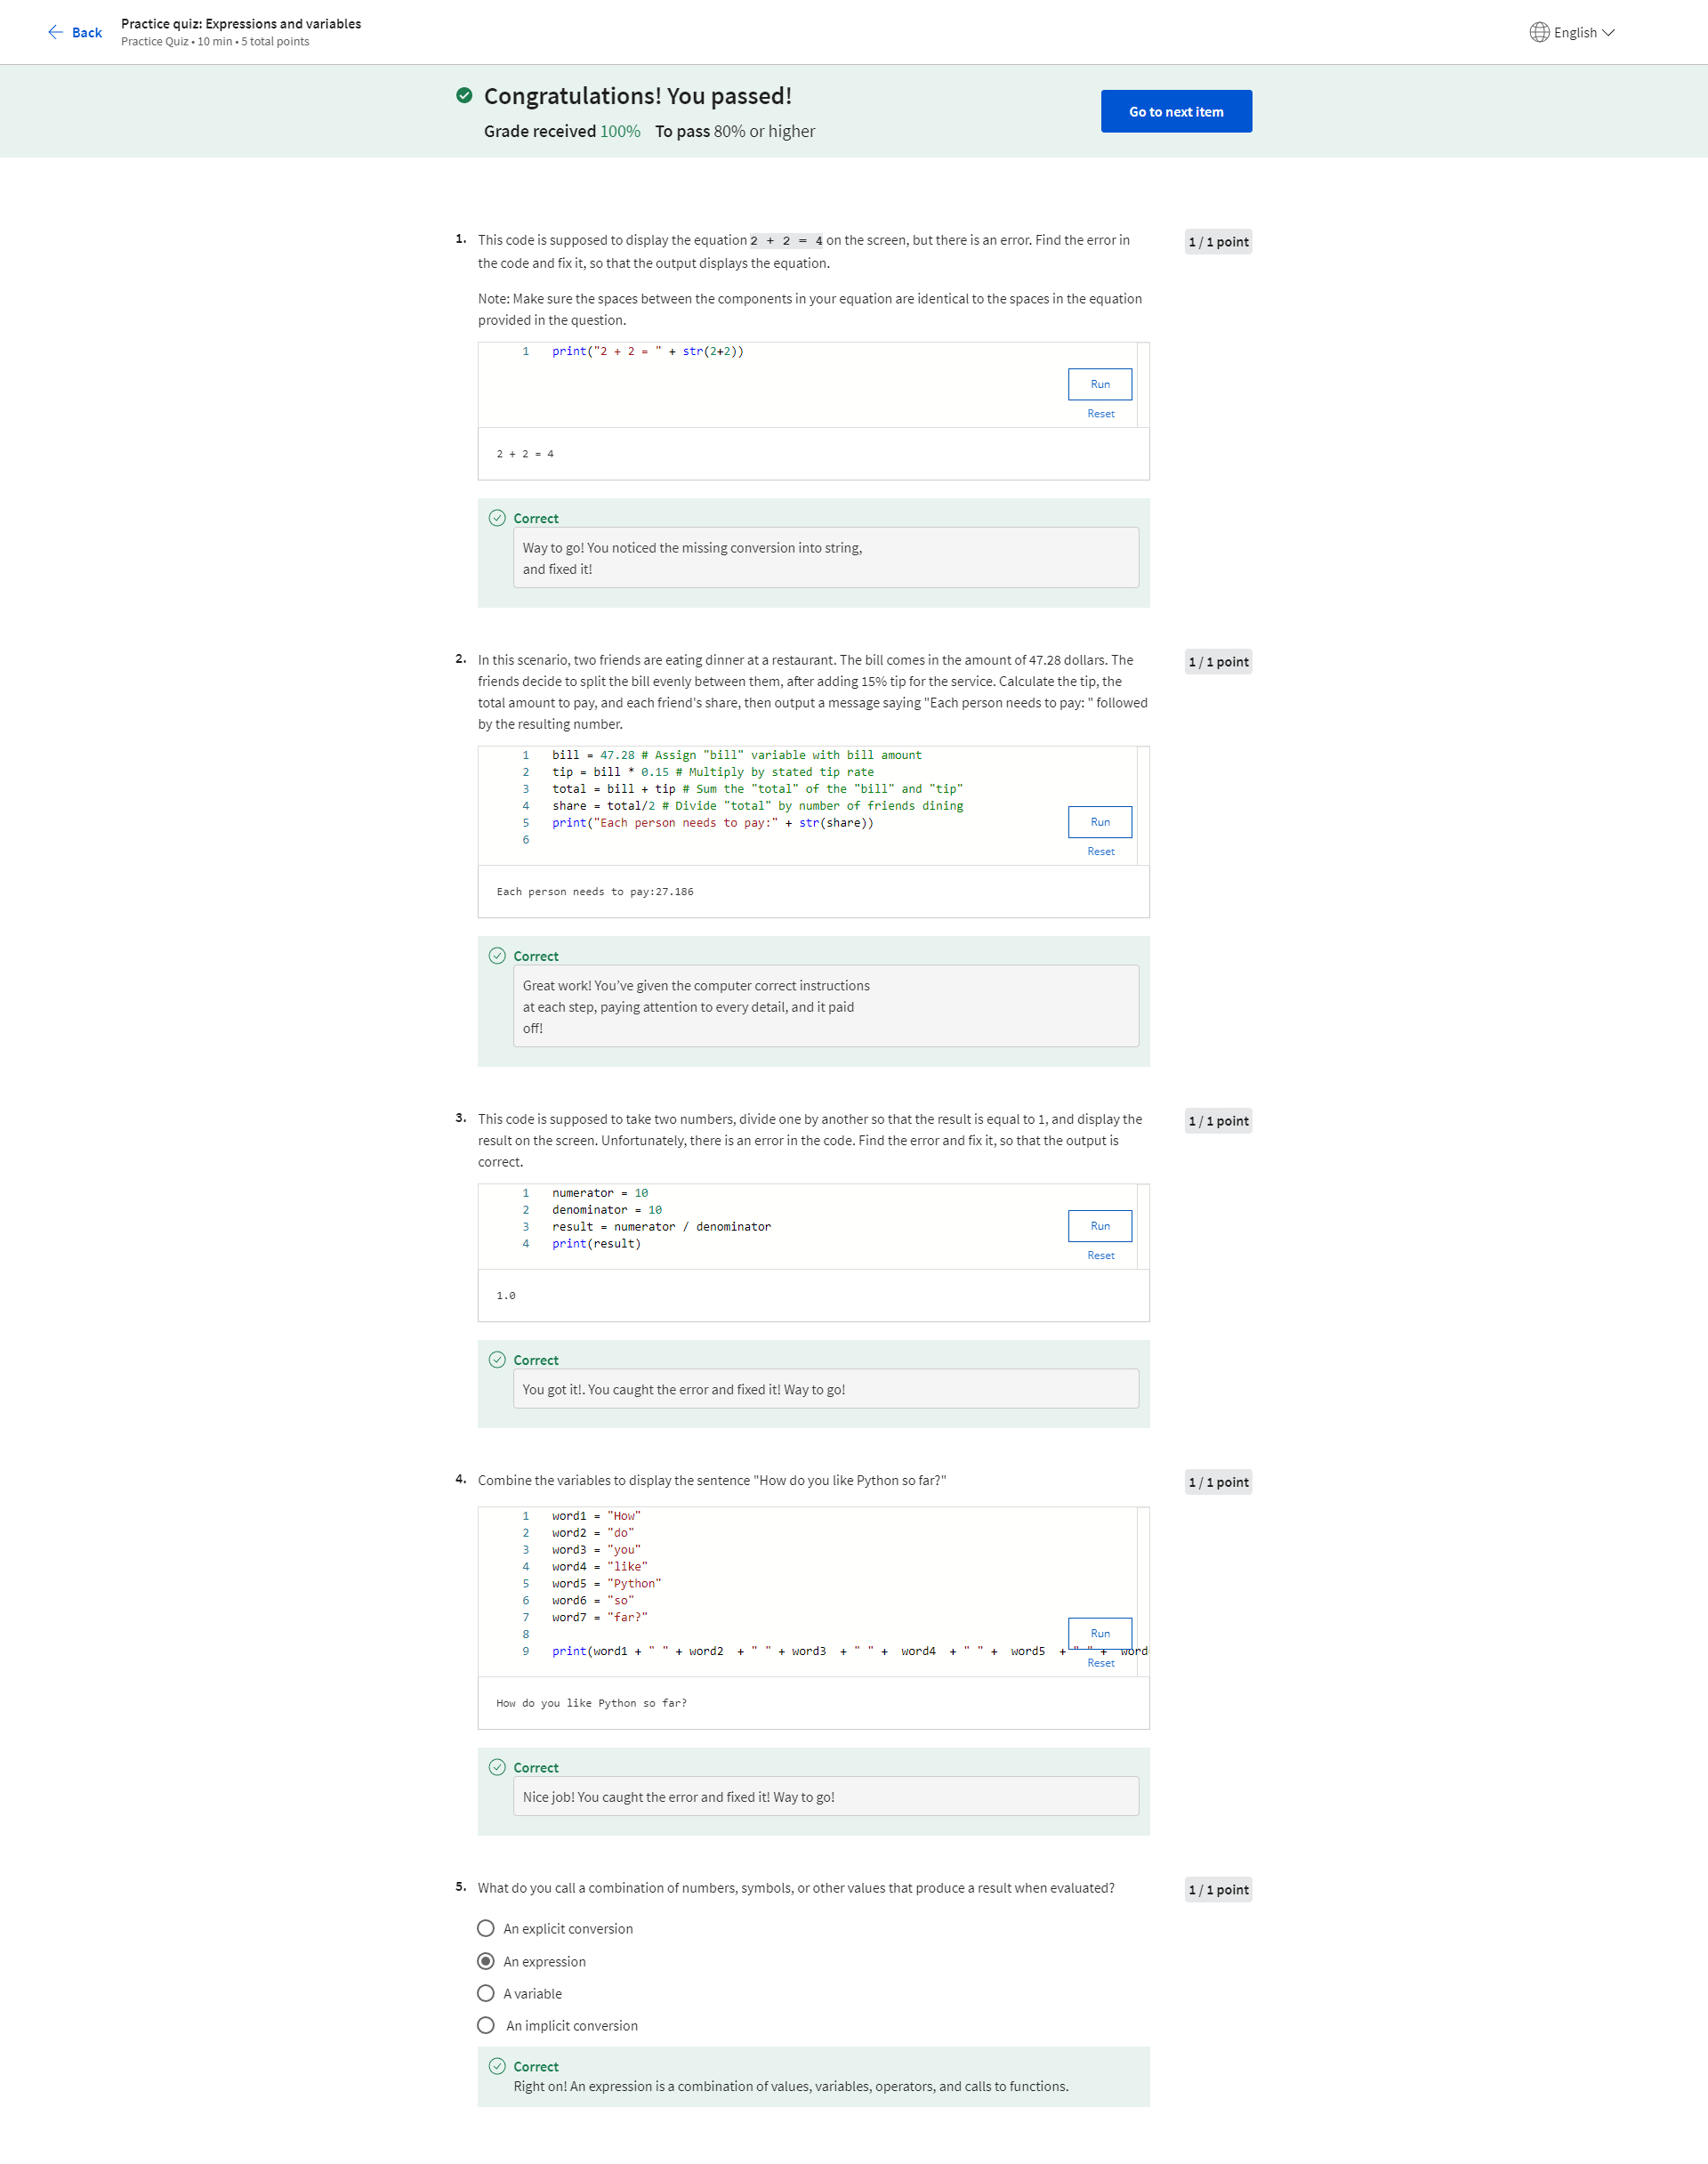 Back
Practice quiz: Expressions and variables
Practice Quiz • 10 min • 5 total points
English
Congratulations! You passed!
Grade received 100% To pass 80% or higher
Go to next item
1. This code is supposed to display the equation 2 + 2 = 4 on the screen, but there is an error. Find the error in
the code and fix it, so that the output displays the equation.
1 / 1 point
Note: Make sure the spaces between the components in your equation are identical to the spaces in the equation
provided in the question.
1 print("2 + 2 = " + str(2+2))
Run
Reset
2 + 2 = 4
Correct
Way to go! You noticed the missing conversion into string,
and fixed it!
2. In this scenario, two friends are eating dinner at a restaurant. The bill comes in the amount of 47.28 dollars. The
friends decide to split the bill evenly between them, after adding 15% tip for the service. Calculate the tip, the
total amount to pay, and each friend's share, then output a message saying "Each person needs to pay: " followed
by the resulting number.
1 / 1 point
1 bill = 47.28 # Assign "bill" variable with bill amount
2 tip = bill * 0.15 # Multiply by stated tip rate
3 total = bill + tip # Sum the "total" of the "bill" and "tip"
4 share = total/2 # Divide "total" by number of friends dining
5 print("Each person needs to pay:" + str(share))
6
Run
Reset
Each person needs to pay:27.186
Correct
Great work! You’ve given the computer correct instructions
at each step, paying attention to every detail, and it paid
off!
3. This code is supposed to take two numbers, divide one by another so that the result is equal to 1, and display the
result on the screen. Unfortunately, there is an error in the code. Find the error and fix it, so that the output is
correct.
1 / 1 point
1 numerator = 10
2 denominator = 10
3 result = numerator / denominator
4 print(result)
Run
Reset
1.0
Correct
You got it!. You caught the error and fixed it! Way to go!
4. Combine the variables to display the sentence "How do you like Python so far?"
1 / 1 point
1 word1 = "How"
2 word2 = "do"
3 word3 = "you"
4 word4 = "like"
5 word5 = "Python"
6 word6 = "so"
7 word7 = "far?"
8
9 print(word1 + " " + word2 + " " + word3 + " " + word4 + " " + word5 + " " + word
Run
Reset
How do you like Python so far?
Correct
Nice job! You caught the error and fixed it! Way to go!
5. What do you call a combination of numbers, symbols, or other values that produce a result when evaluated?
1 / 1 point
An explicit conversion
An expression
A variable
An implicit conversion
Correct
Right on! An expression is a combination of values, variables, operators, and calls to functions.